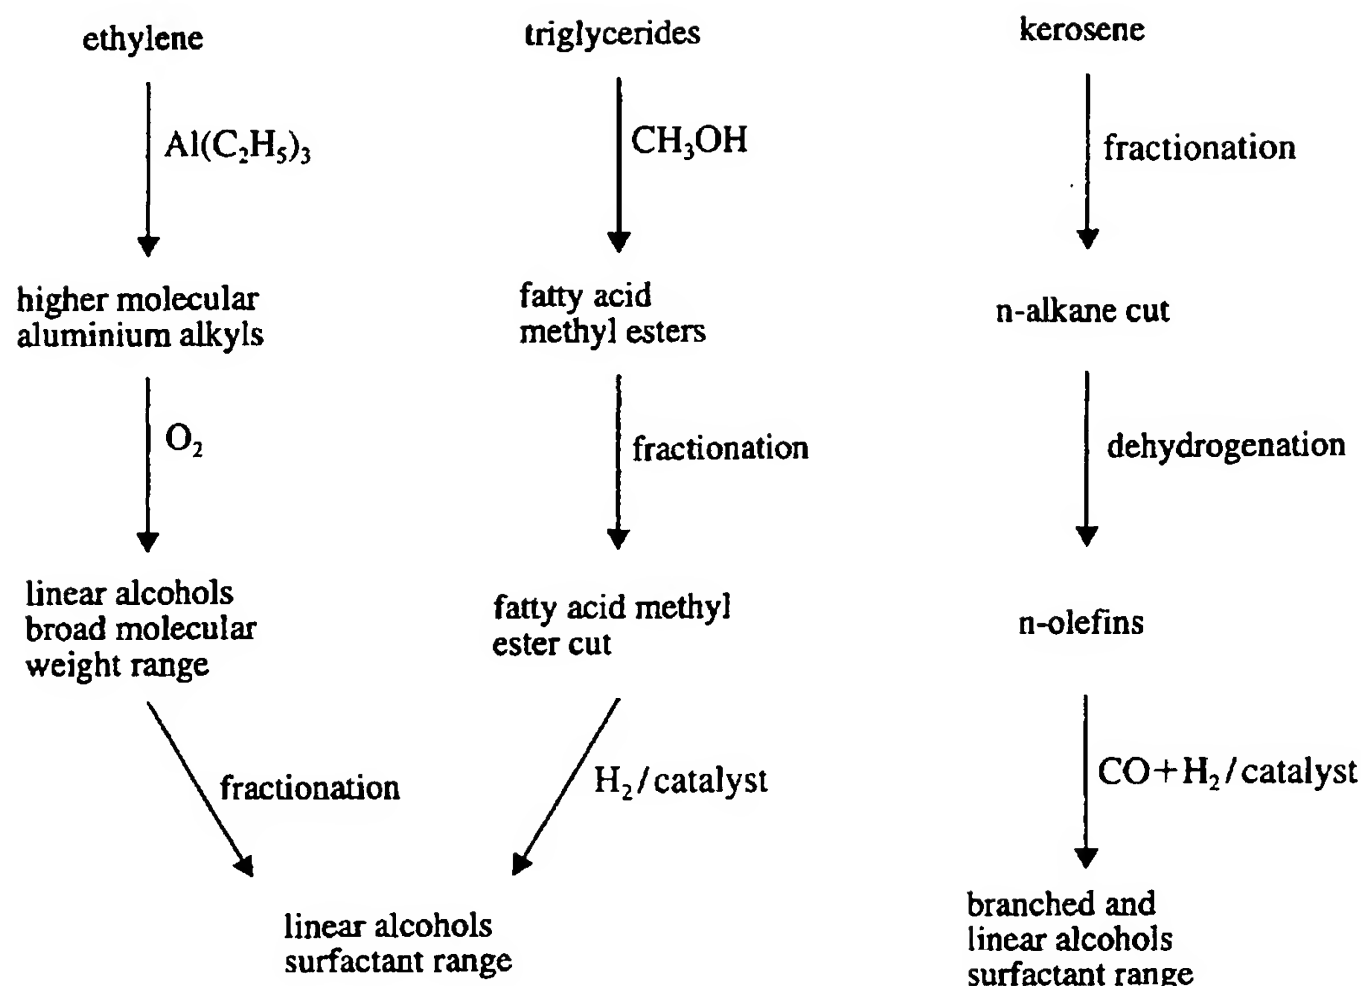 ethylene
triglycerides
kerosene
Al(C₂H₅)₃
CH₃OH
fractionation
higher molecular
aluminium alkyls
fatty acid
methyl esters
n-alkane cut
O₂
fractionation
dehydrogenation
linear alcohols
broad molecular
weight range
fatty acid methyl
ester cut
n-olefins
fractionation
H₂/catalyst
CO+H₂/catalyst
linear alcohols
surfactant range
branched and
linear alcohols
surfactant range